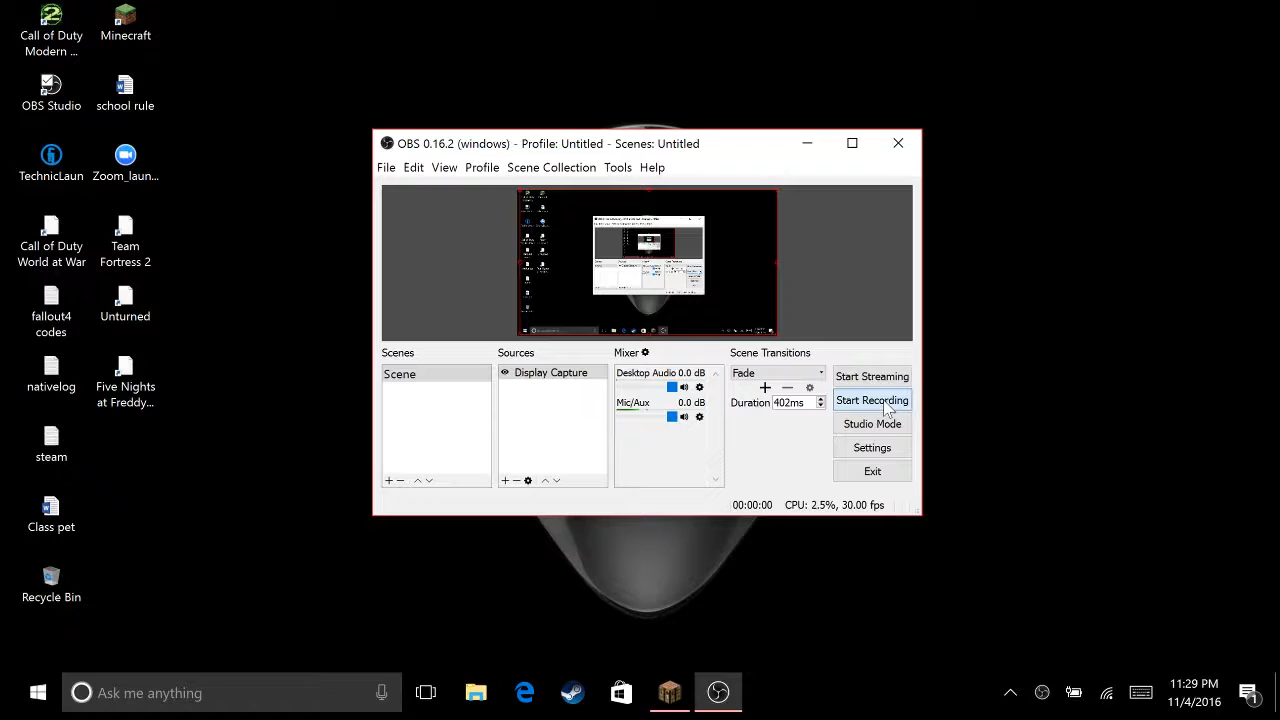 Call of Duty
Modern ...
Minecraft
OBS Studio
school rule
TechnicLaun
Zoom_laun...
Call of Duty
World at War
Team
Fortress 2
fallout4
codes
Unturned
nativelog
Five Nights
at Freddy...
steam
Class pet
Recycle Bin
OBS 0.16.2 (windows) - Profile: Untitled - Scenes: Untitled
File Edit View Profile Scene Collection Tools Help
Scenes
Scene
Sources
Display Capture
Mixer
Desktop Audio 0.0 dB
Mic/Aux 0.0 dB
Scene Transitions
Fade
Duration 402ms
Start Streaming
Start Recording
Studio Mode
Settings
Exit
00:00:00 CPU: 2.5%, 30.00 fps
Ask me anything
11:29 PM
11/4/2016
1